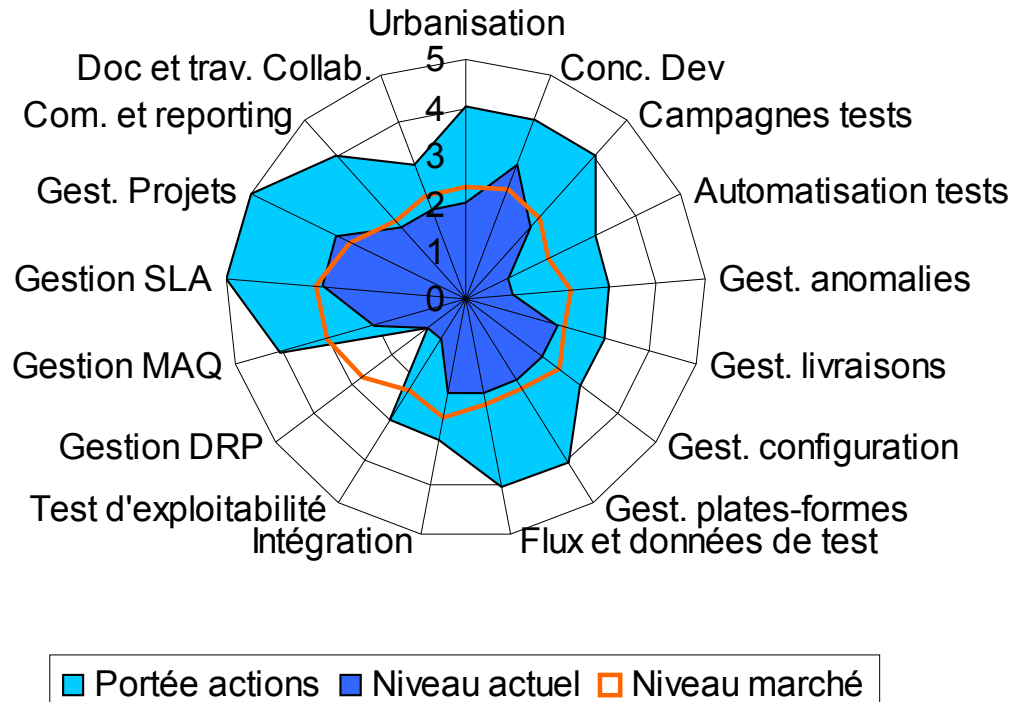 Urbanisation
Doc et trav. Collab.
5
Conc. Dev
Com. et reporting
4
Campagnes tests
3
Gest. Projets
2
Automatisation tests
1
Gestion SLA
0
Gest. anomalies
Gestion MAQ
Gest. livraisons
Gestion DRP
Gest. configuration
Test d'exploitabilité
Gest. plates-formes
Intégration
Flux et données de test
Portée actions
Niveau actuel
Niveau marché